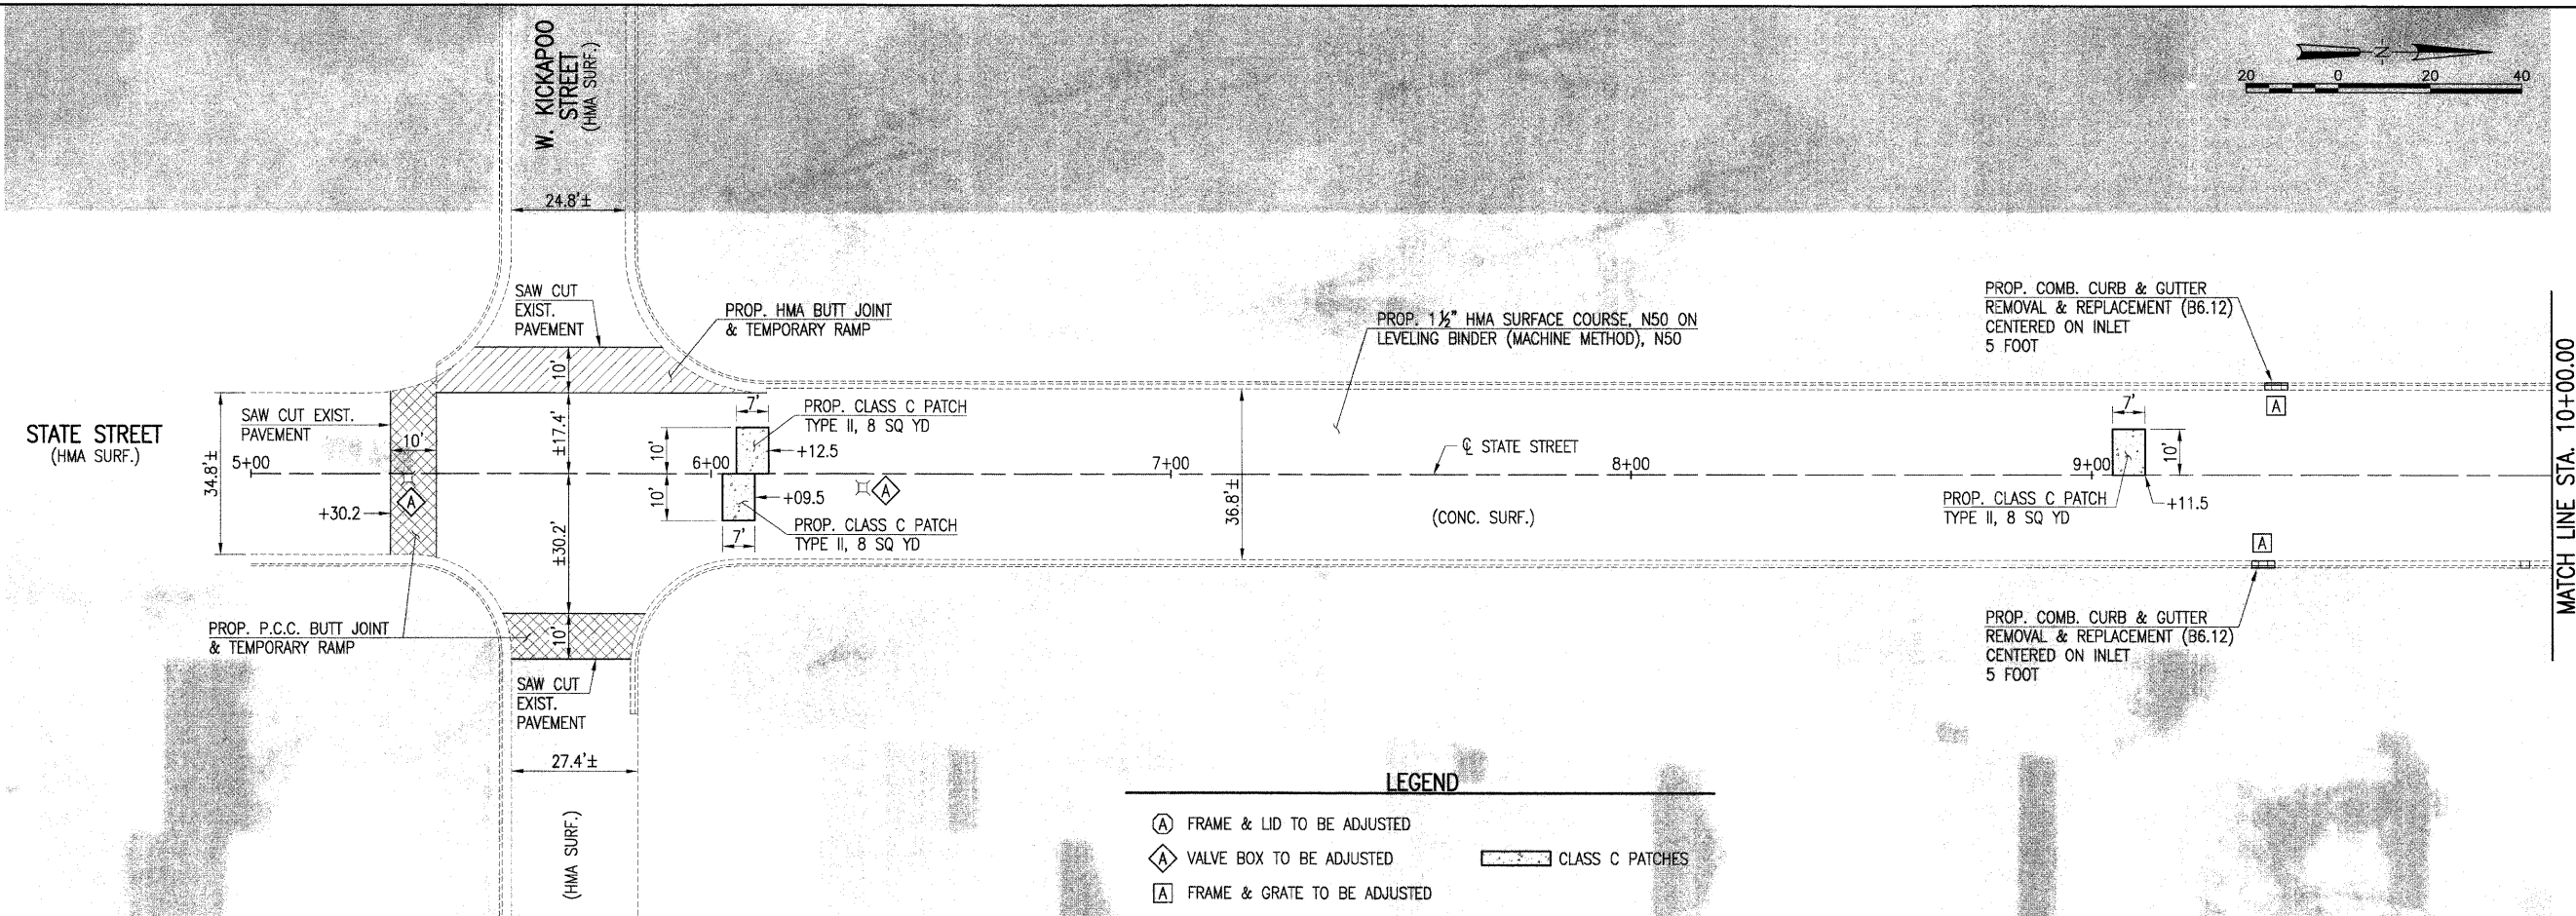 W. KICKAPOO
STREET
(HMA SURF.)
N
20 0 20 40
24.8'±
SAW CUT
EXIST.
PAVEMENT
PROP. HMA BUTT JOINT
& TEMPORARY RAMP
PROP. 1½" HMA SURFACE COURSE, N50 ON
LEVELING BINDER (MACHINE METHOD), N50
PROP. COMB. CURB & GUTTER
REMOVAL & REPLACEMENT (B6.12)
CENTERED ON INLET
5 FOOT
MATCH LINE STA. 10+00.00
10'
A
STATE STREET
(HMA SURF.)
34.8'±
SAW CUT EXIST.
PAVEMENT
5+00
10'
A
+30.2
±17.4'
±30.2'
7'
10'
PROP. CLASS C PATCH
TYPE II, 8 SQ YD
+12.5
6+00
10'
+09.5
A
7'
PROP. CLASS C PATCH
TYPE II, 8 SQ YD
7+00
36.8'±
℄ STATE STREET
8+00
(CONC. SURF.)
7'
10'
9+00
PROP. CLASS C PATCH
TYPE II, 8 SQ YD
+11.5
A
PROP. COMB. CURB & GUTTER
REMOVAL & REPLACEMENT (B6.12)
CENTERED ON INLET
5 FOOT
PROP. P.C.C. BUTT JOINT
& TEMPORARY RAMP
10'
SAW CUT
EXIST.
PAVEMENT
27.4'±
(HMA SURF.)
LEGEND
A FRAME & LID TO BE ADJUSTED
A VALVE BOX TO BE ADJUSTED
CLASS C PATCHES
A FRAME & GRATE TO BE ADJUSTED